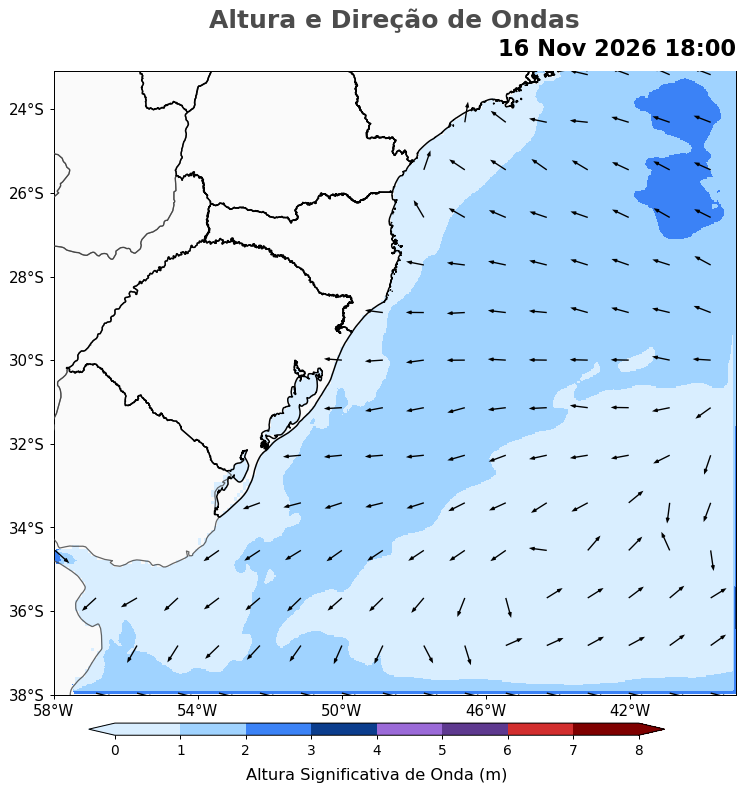 Altura e Direção de Ondas
16 Nov 2026 18:00
24°S
26°S
28°S
30°S
32°S
34°S
36°S
38°S
58°W 54°W 50°W 46°W 42°W
0 1 2 3 4 5 6 7 8
Altura Significativa de Onda (m)